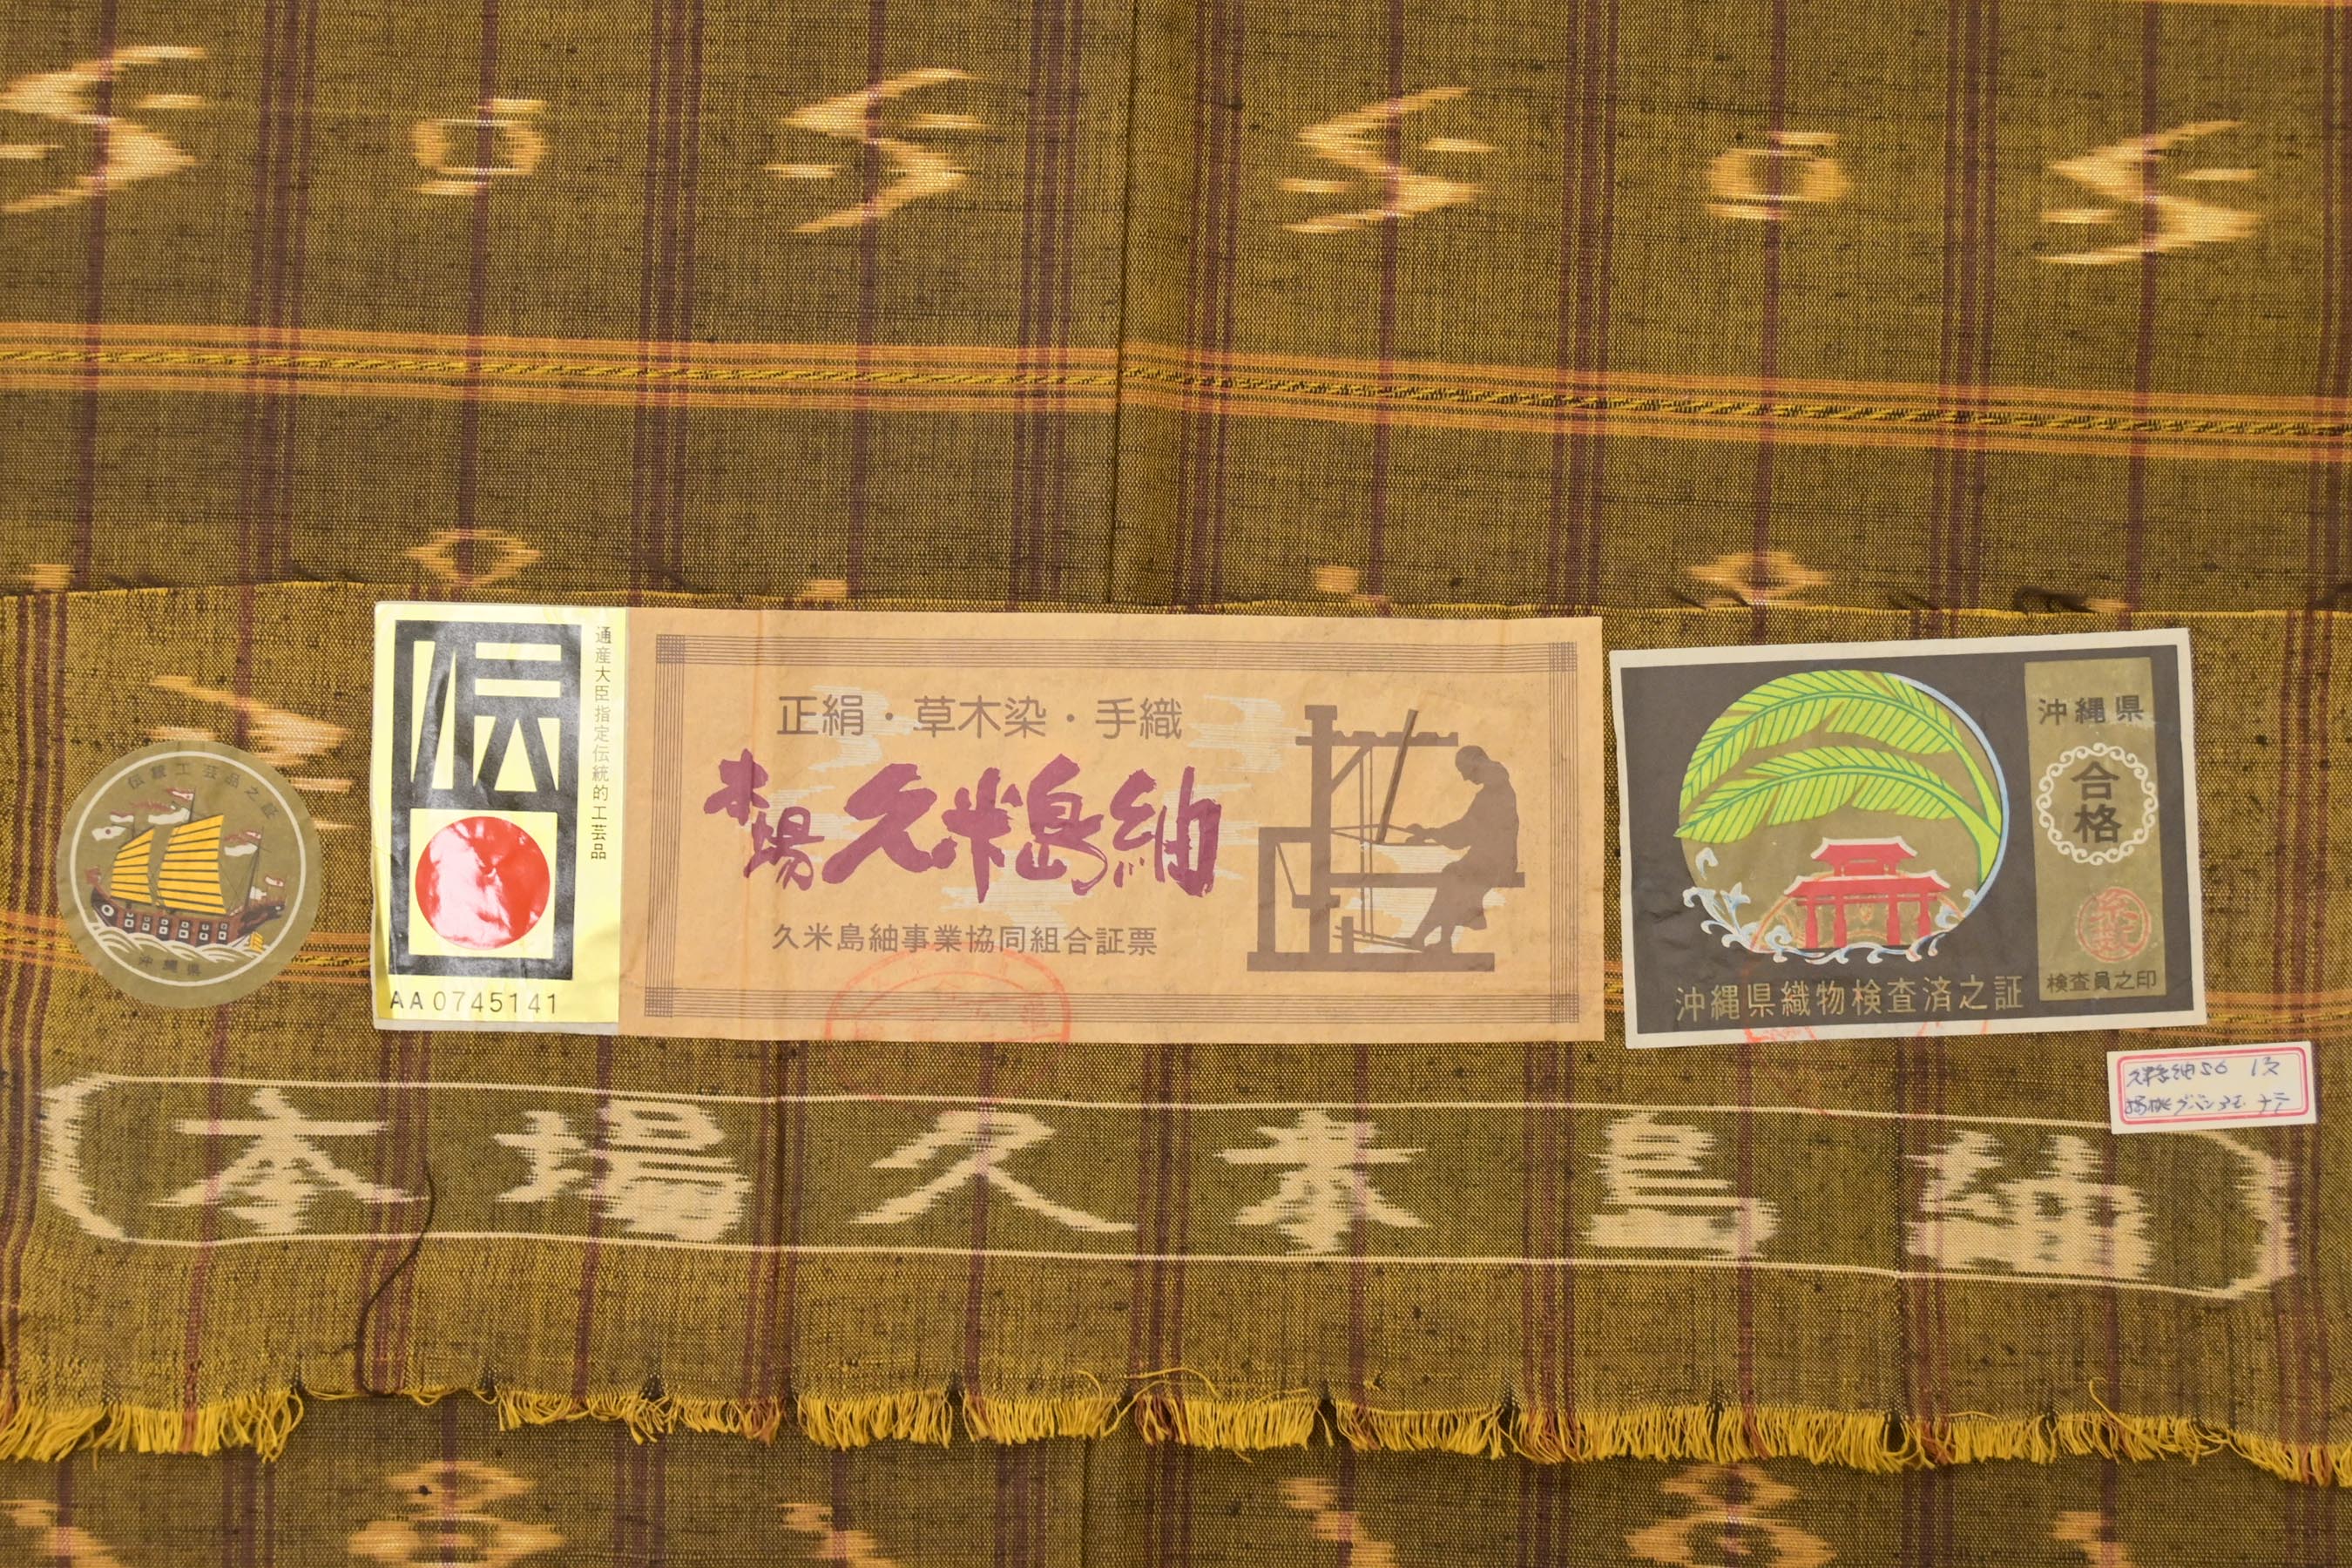 伝統工芸品之証
沖縄県
伝
通産大臣指定伝統的工芸品
AA0745141
正絹・草木染・手織
本場久米島紬
久米島紬事業協同組合証票
沖縄県
合格
検査員之印
沖縄県織物検査済之証
本場久米島紬